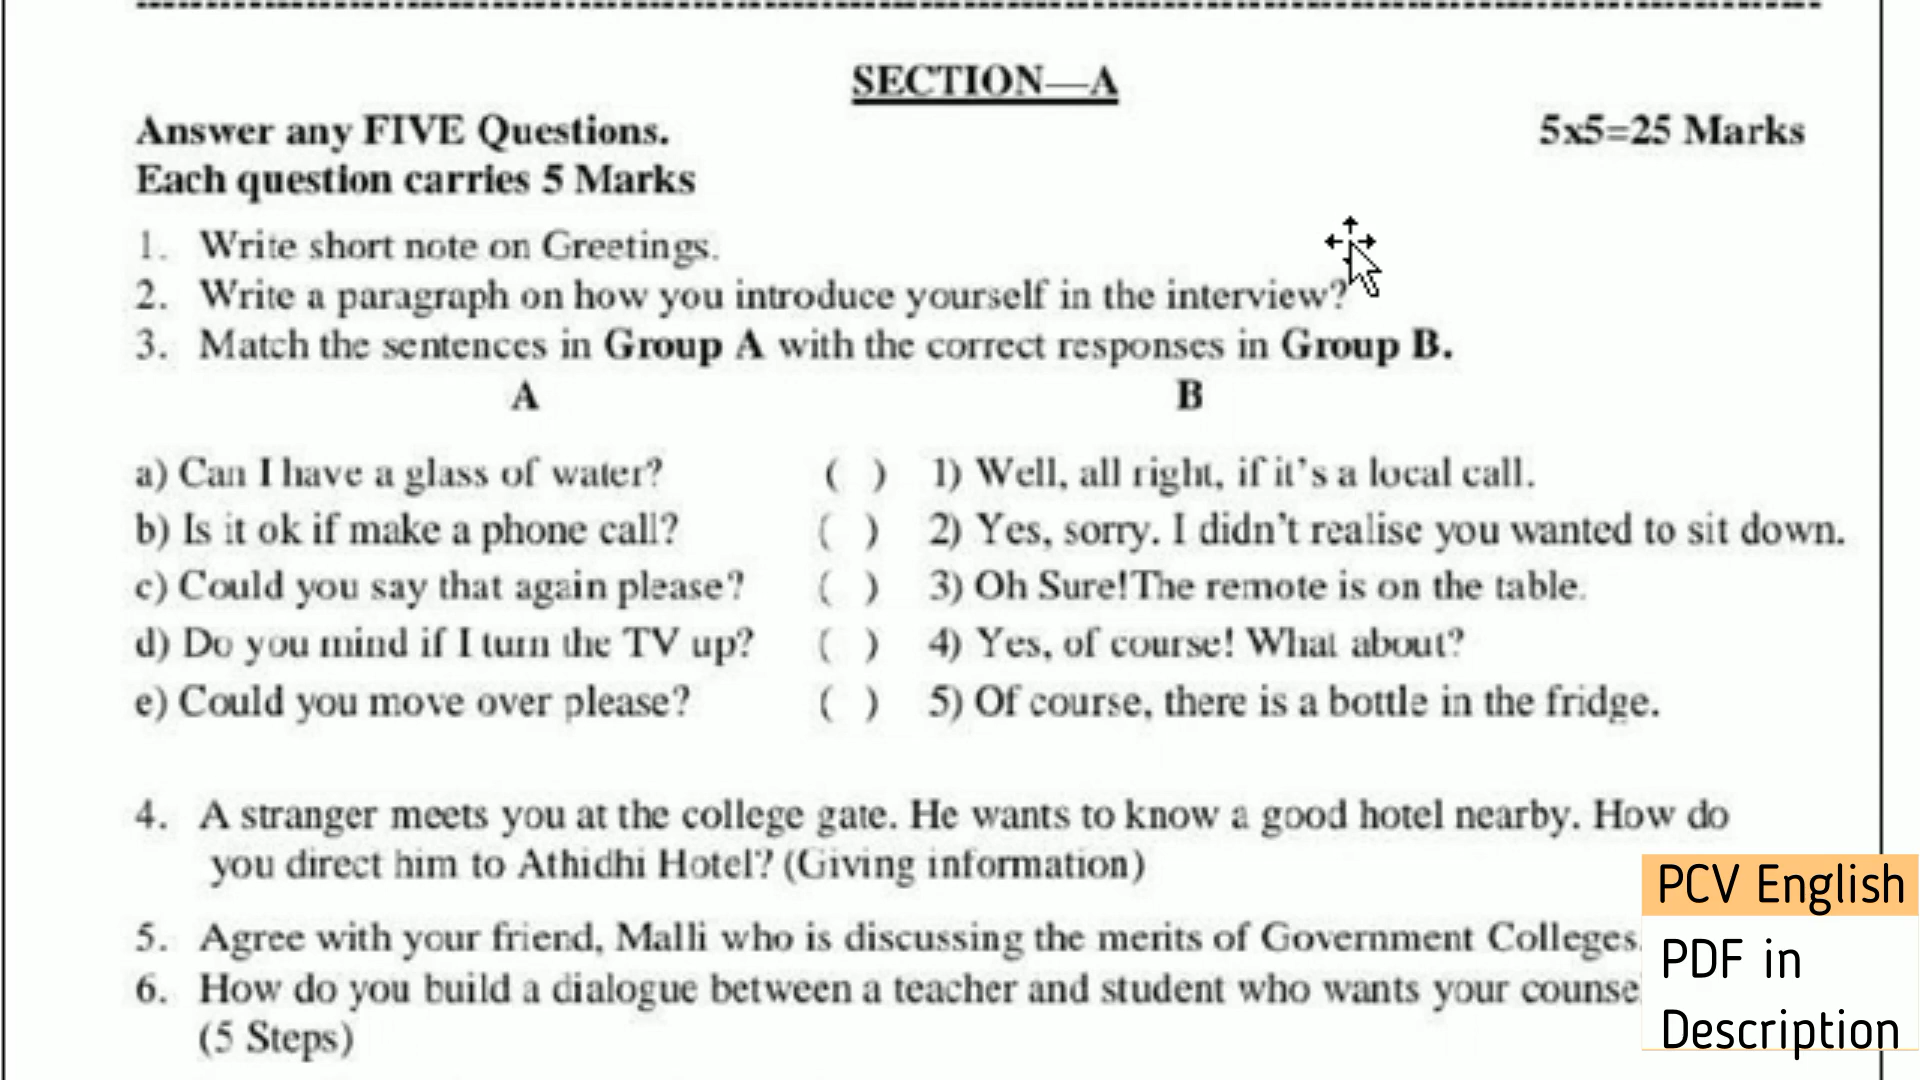 SECTION—A
Answer any FIVE Questions. 5x5=25 Marks
Each question carries 5 Marks
1. Write short note on Greetings.
2. Write a paragraph on how you introduce yourself in the interview?
3. Match the sentences in Group A with the correct responses in Group B.
A B
a) Can I have a glass of water? ( ) 1) Well, all right, if it's a local call.
b) Is it ok if make a phone call? ( ) 2) Yes, sorry. I didn't realise you wanted to sit down.
c) Could you say that again please? ( ) 3) Oh Sure!The remote is on the table.
d) Do you mind if I turn the TV up? ( ) 4) Yes, of course! What about?
e) Could you move over please? ( ) 5) Of course, there is a bottle in the fridge.
4. A stranger meets you at the college gate. He wants to know a good hotel nearby. How do
you direct him to Athidhi Hotel? (Giving information)
5. Agree with your friend, Malli who is discussing the merits of Government Colleges.
6. How do you build a dialogue between a teacher and student who wants your
(5 Steps)
PCV English
PDF in
Description